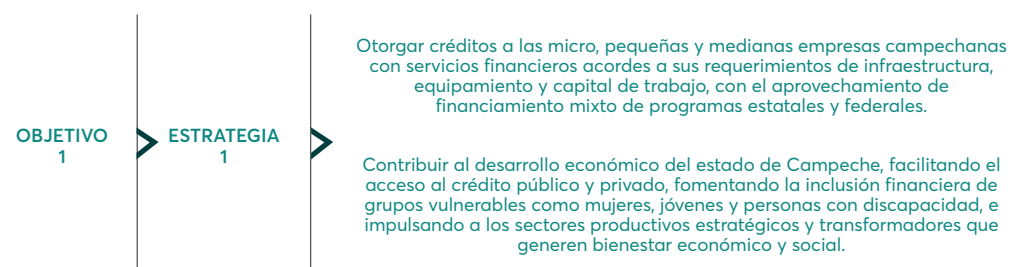 OBJETIVO
1
ESTRATEGIA
1
Otorgar créditos a las micro, pequeñas y medianas empresas campechanas
con servicios financieros acordes a sus requerimientos de infraestructura,
equipamiento y capital de trabajo, con el aprovechamiento de
financiamiento mixto de programas estatales y federales.
Contribuir al desarrollo económico del estado de Campeche, facilitando el
acceso al crédito público y privado, fomentando la inclusión financiera de
grupos vulnerables como mujeres, jóvenes y personas con discapacidad, e
impulsando a los sectores productivos estratégicos y transformadores que
generen bienestar económico y social.